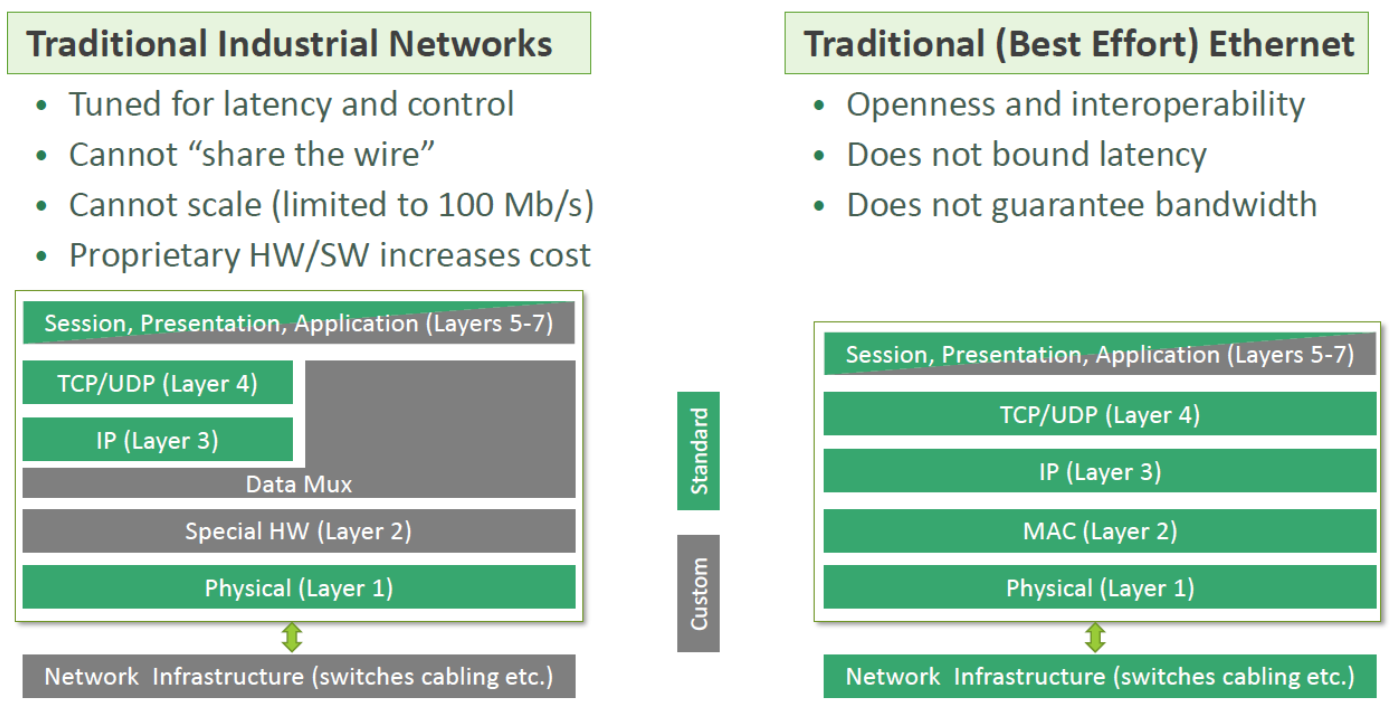 Traditional Industrial Networks
• Tuned for latency and control
• Cannot “share the wire”
• Cannot scale (limited to 100 Mb/s)
• Proprietary HW/SW increases cost
Session, Presentation, Application (Layers 5-7)
TCP/UDP (Layer 4)
IP (Layer 3)
Data Mux
Special HW (Layer 2)
Physical (Layer 1)
Network Infrastructure (switches cabling etc.)
Standard
Custom
Traditional (Best Effort) Ethernet
• Openness and interoperability
• Does not bound latency
• Does not guarantee bandwidth
Session, Presentation, Application (Layers 5-7)
TCP/UDP (Layer 4)
IP (Layer 3)
MAC (Layer 2)
Physical (Layer 1)
Network Infrastructure (switches cabling etc.)